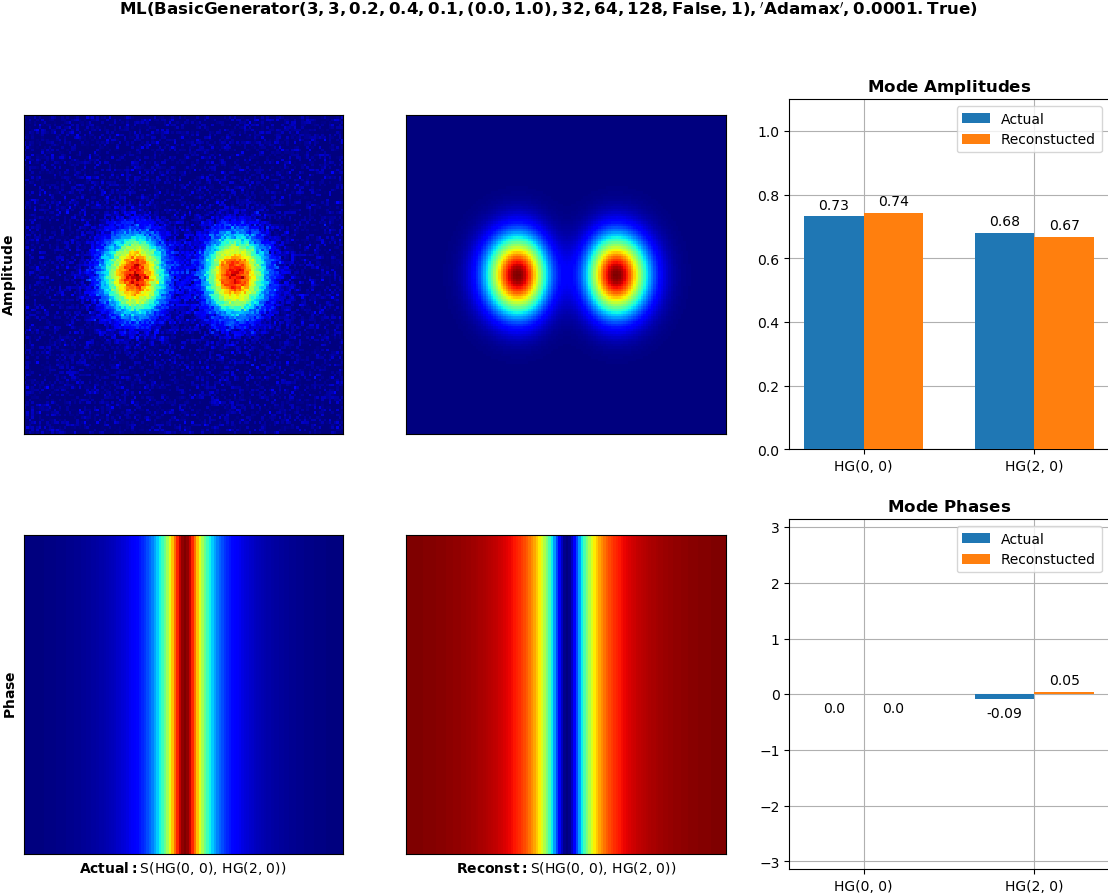 ML(BasicGenerator(3, 3, 0.2, 0.4, 0.1, (0.0, 1.0), 32, 64, 128, False, 1), 'Adamax', 0.0001. True)
Amplitude
Mode Amplitudes
Actual
Reconstucted
1.0
0.8
0.6
0.4
0.2
0.0
0.73
0.74
0.68
0.67
HG(0, 0)
HG(2, 0)
Phase
Actual: S(HG(0, 0), HG(2, 0))
Reconst: S(HG(0, 0), HG(2, 0))
Mode Phases
Actual
Reconstucted
3
2
1
0
−1
−2
−3
0.0
0.0
-0.09
0.05
HG(0, 0)
HG(2, 0)